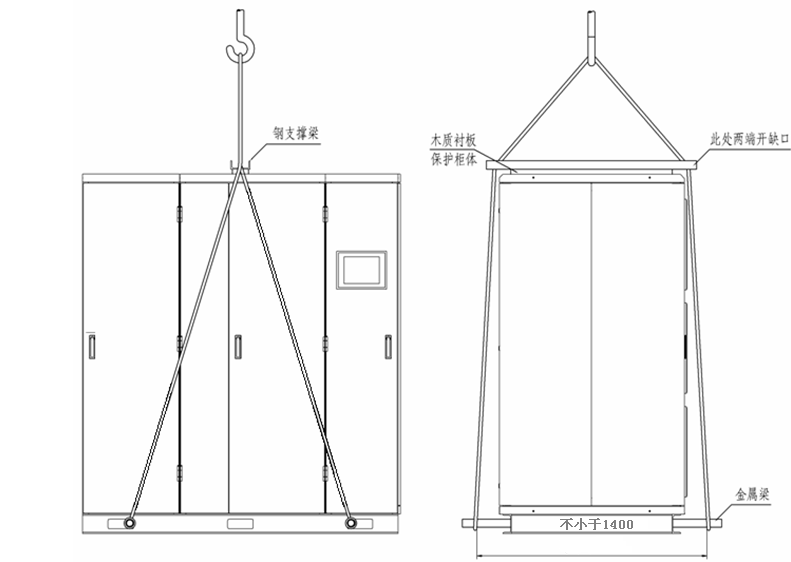 钢支撑梁
木质衬板
保护柜体
此处两端开缺口
金属梁
不小于1400